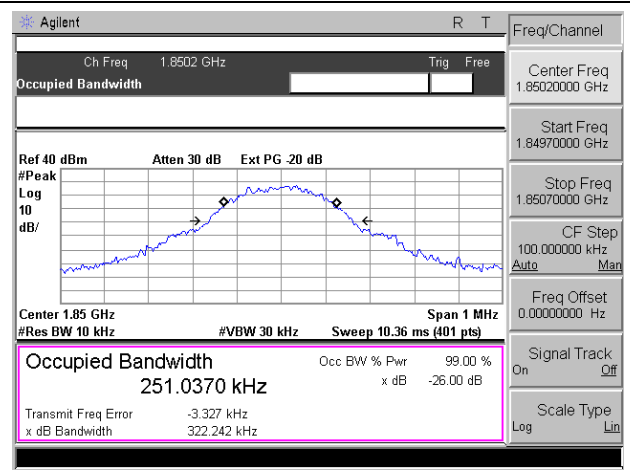 Agilent R T
Ch Freq 1.8502 GHz Trig Free
Occupied Bandwidth
Ref 40 dBm Atten 30 dB Ext PG -20 dB
#Peak
Log
10
dB/
Center 1.85 GHz Span 1 MHz
#Res BW 10 kHz #VBW 30 kHz Sweep 10.36 ms (401 pts)
Occupied Bandwidth Occ BW % Pwr 99.00 %
251.0370 kHz x dB -26.00 dB
Transmit Freq Error -3.327 kHz
x dB Bandwidth 322.242 kHz
Freq/Channel
Center Freq
1.85020000 GHz
Start Freq
1.84970000 GHz
Stop Freq
1.85070000 GHz
CF Step
100.000000 kHz
Auto Man
Freq Offset
0.00000000 Hz
Signal Track
On Off
Scale Type
Log Lin